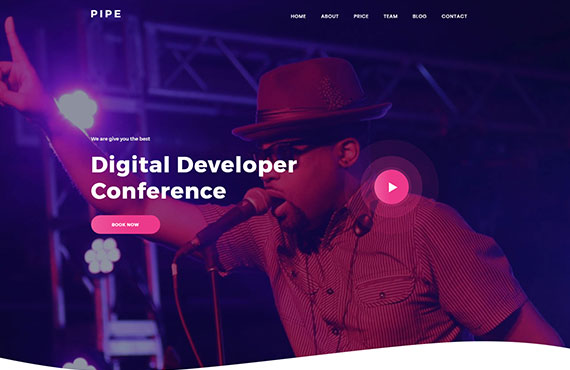 PIPE
HOME ABOUT PRICE TEAM BLOG CONTACT
We are give you the best
Digital Developer
Conference
BOOK NOW